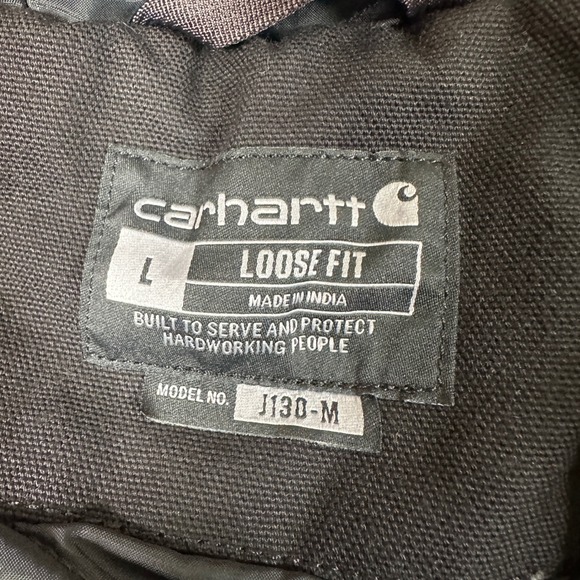 carhartt
L
LOOSE FIT
MADE IN INDIA
BUILT TO SERVE AND PROTECT
HARDWORKING PEOPLE
MODEL NO. J130-M